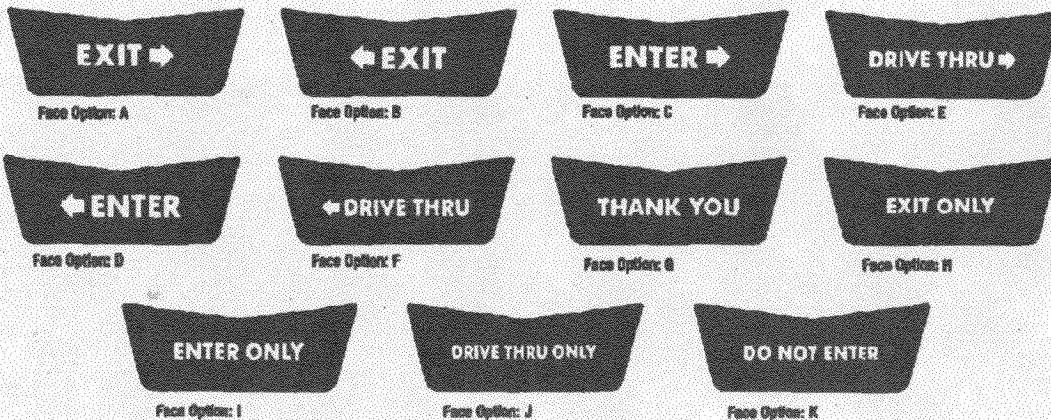 EXIT ➡
⬅ EXIT
ENTER ➡
DRIVE THRU ➡
Face Option: A
Face Option: B
Face Option: C
Face Option: E
⬅ ENTER
⬅ DRIVE THRU
THANK YOU
EXIT ONLY
Face Option: D
Face Option: F
Face Option: G
Face Option: H
ENTER ONLY
DRIVE THRU ONLY
DO NOT ENTER
Face Option: I
Face Option: J
Face Option: K